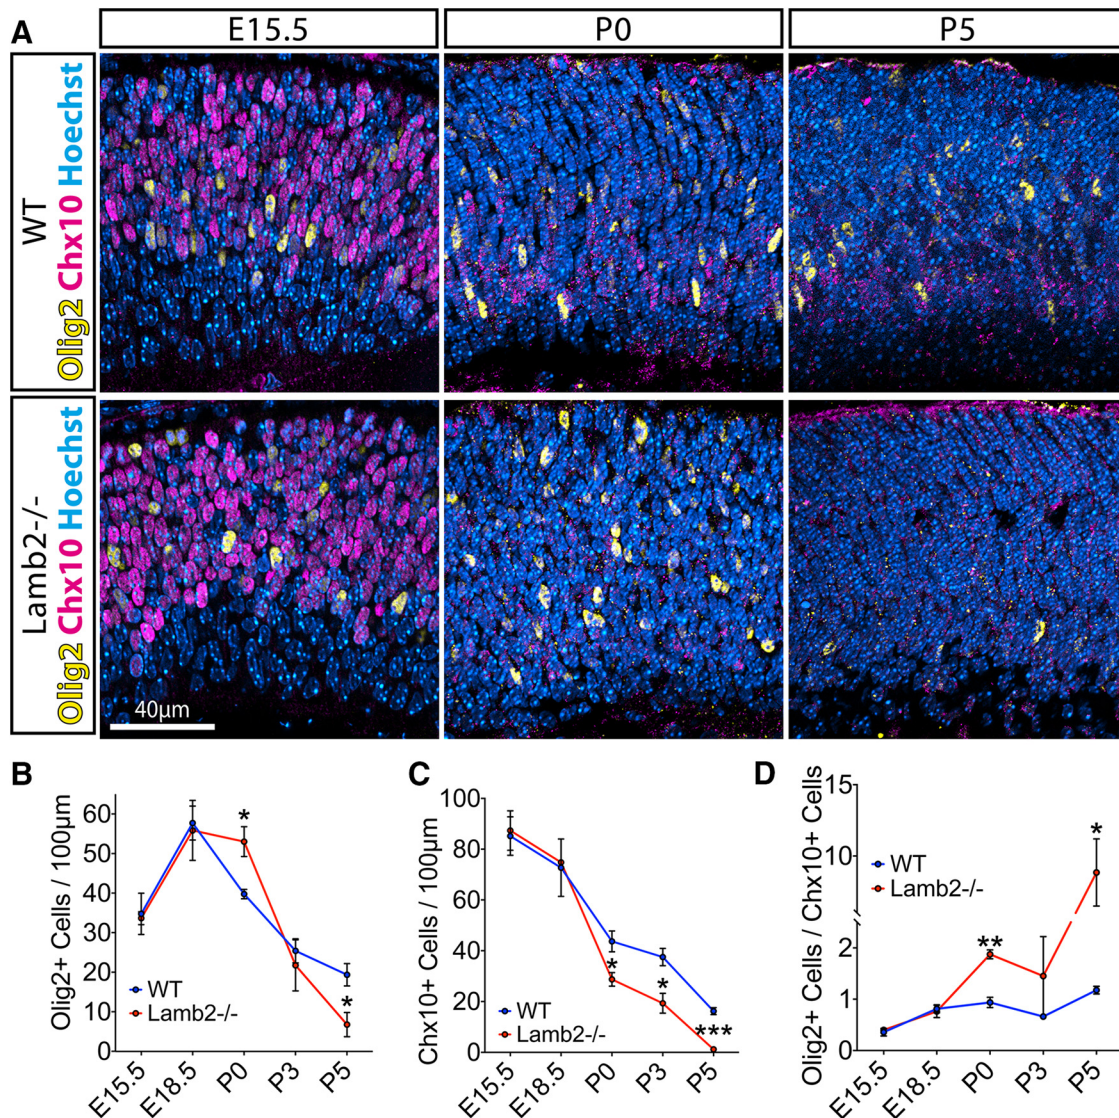 A
E15.5
P0
P5
WT
Olig2 Chx10 Hoechst
Lamb2-/-
Olig2 Chx10 Hoechst
40µm
B
Olig2+ Cells / 100µm
60
50
40
30
20
10
0
*
*
WT
Lamb2-/-
E15.5
E18.5
P0
P3
P5
C
Chx10+ Cells / 100µm
100
80
60
40
20
0
*
*
***
WT
Lamb2-/-
E15.5
E18.5
P0
P3
P5
D
Olig2+ Cells / Chx10+ Cells
15
10
2
1
0
**
*
WT
Lamb2-/-
E15.5
E18.5
P0
P3
P5